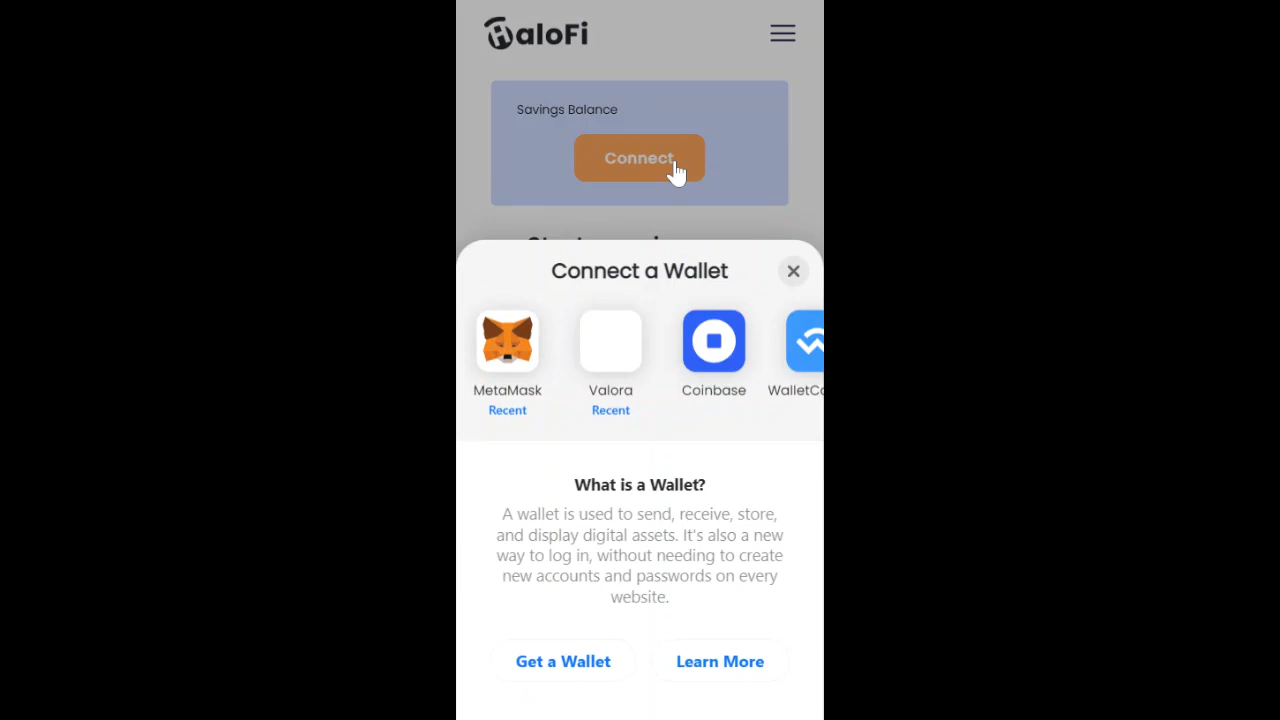 HaloFi
Savings Balance
Connect
Connect a Wallet
MetaMask
Recent
Valora
Recent
Coinbase
WalletCo
What is a Wallet?
A wallet is used to send, receive, store,
and display digital assets. It's also a new
way to log in, without needing to create
new accounts and passwords on every
website.
Get a Wallet
Learn More